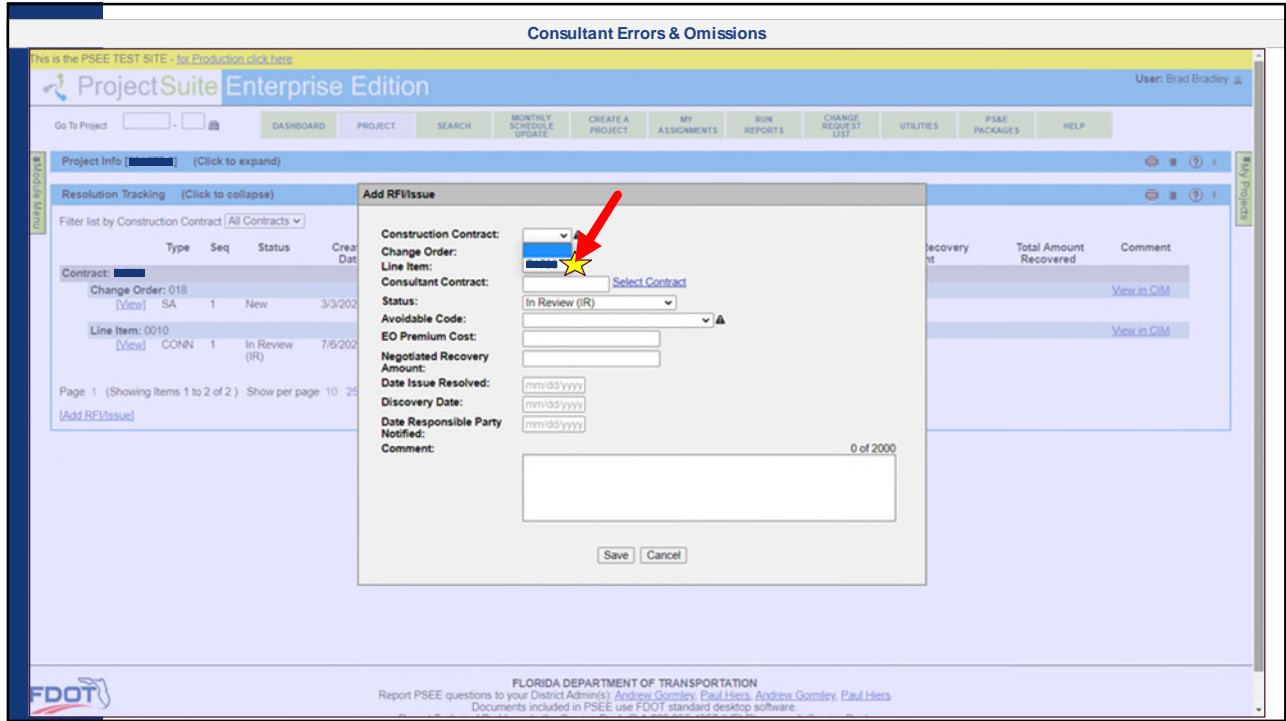 Consultant Errors & Omissions
This is the PSEE TEST SITE - for Production click here
ProjectSuite Enterprise Edition
User: Brad Bradley
Go To Project - DASHBOARD PROJECT SEARCH MONTHLY SCHEDULE UPDATE CREATE A PROJECT MY ASSIGNMENTS RUN REPORTS CHANGE REQUEST LIST UTILITIES PS&E PACKAGES HELP
Module Menu
My Projects
Project Info [ ] (Click to expand)
Resolution Tracking (Click to collapse)
Filter list by Construction Contract All Contracts
Type Seq Status Crea
Dat
ecovery
nt
Total Amount
Recovered
Comment
Contract:
Change Order: 018 View in CIM
[View] SA 1 New 3/3/202
Line Item: 0010 View in CIM
[View] CONN 1 In Review 7/6/202
(IR)
Page 1 (Showing Items 1 to 2 of 2 ) Show per page 10 25
[Add RFI/Issue]
Add RFI/Issue
Construction Contract:
Change Order:
Line Item:
Consultant Contract: Select Contract
Status: In Review (IR)
Avoidable Code:
EO Premium Cost:
Negotiated Recovery
Amount:
Date Issue Resolved: mm/dd/yyyy
Discovery Date: mm/dd/yyyy
Date Responsible Party
Notified: mm/dd/yyyy
Comment: 0 of 2000
Save Cancel
FDOT
FLORIDA DEPARTMENT OF TRANSPORTATION
Report PSEE questions to your District Admin(s): Andrew Gormley, Paul Hiers, Andrew Gormley, Paul Hiers
Documents included in PSEE use FDOT standard desktop software.